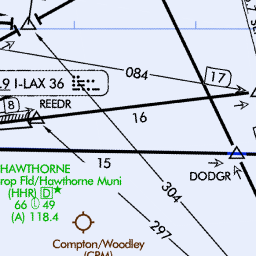 084
17
.9 I-LAX 36
8
REEDR
16
15
HAWTHORNE
rop Fld/Hawthorne Muni
(HHR) D★
66 L 49
(A) 118.4
DODGR
304
297
Compton/Woodley
(CPM)